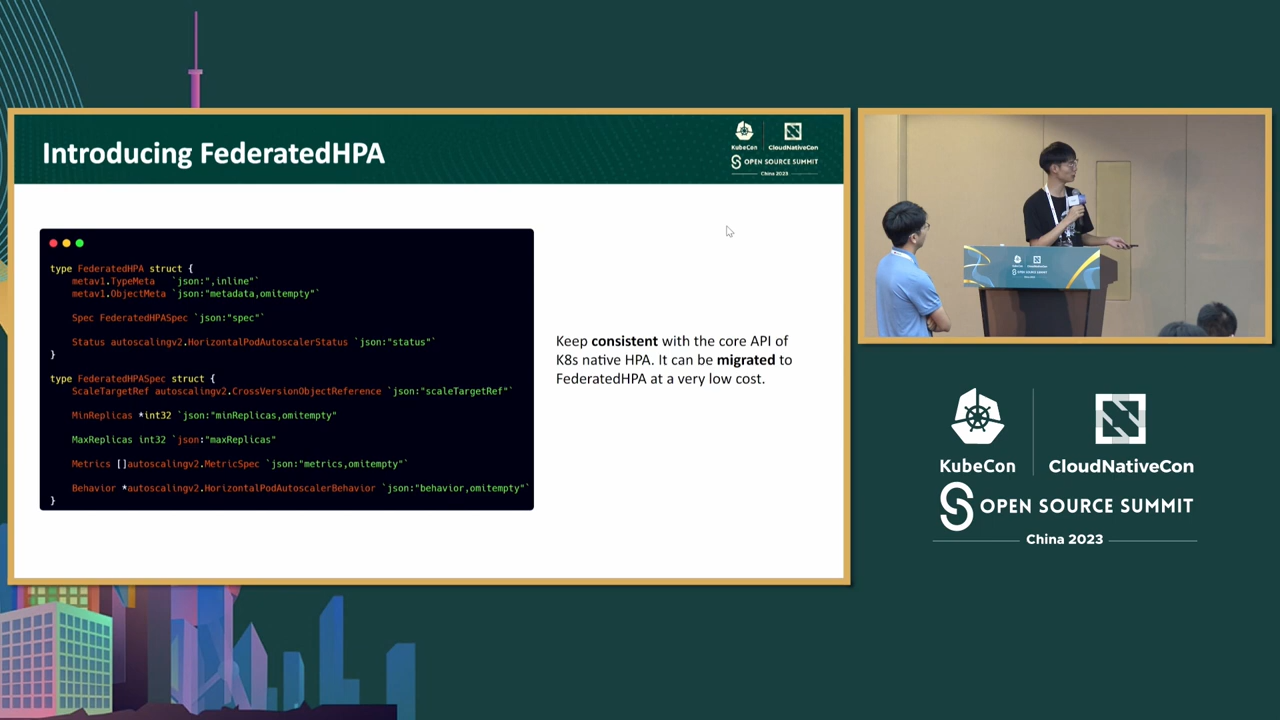 Introducing FederatedHPA
KubeCon
CloudNativeCon
OPEN SOURCE SUMMIT
China 2023
type FederatedHPA struct {
metav1.TypeMeta `json:",inline"`
metav1.ObjectMeta `json:"metadata,omitempty"`
Spec FederatedHPASpec `json:"spec"`
Status autoscalingv2.HorizontalPodAutoscalerStatus `json:"status"`
}
type FederatedHPASpec struct {
ScaleTargetRef autoscalingv2.CrossVersionObjectReference `json:"scaleTargetRef"`
MinReplicas *int32 `json:"minReplicas,omitempty"
MaxReplicas int32 `json:"maxReplicas"
Metrics []autoscalingv2.MetricSpec `json:"metrics,omitempty"`
Behavior *autoscalingv2.HorizontalPodAutoscalerBehavior `json:"behavior,omitempty"`
}
Keep consistent with the core API of
K8s native HPA. It can be migrated to
FederatedHPA at a very low cost.
KubeCon
CloudNativeCon
OPEN SOURCE SUMMIT
China 2023